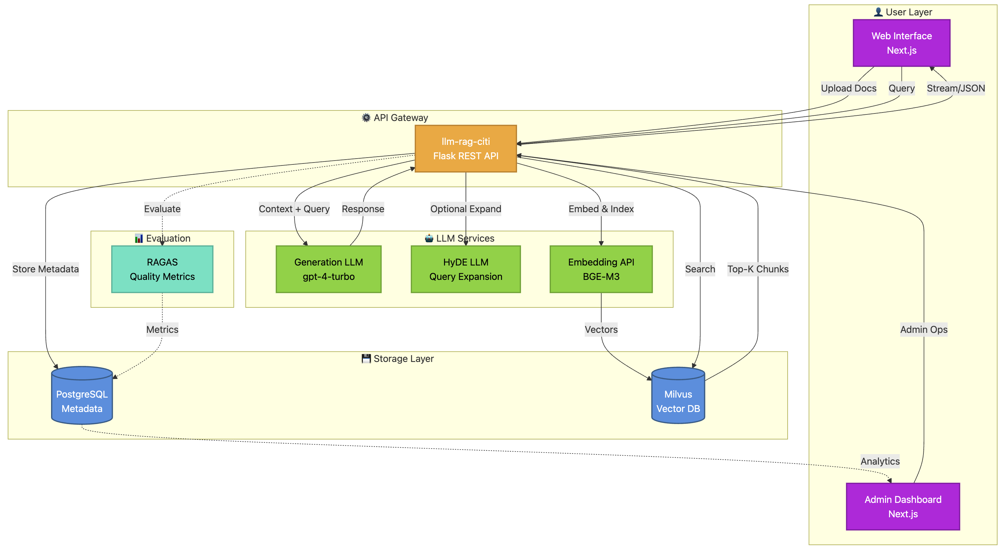 User Layer
Web Interface
Next.js
Upload Docs
Query
Stream/JSON
API Gateway
llm-rag-citi
Flask REST API
Evaluate
Context + Query
Response
Optional Expand
Embed & Index
Evaluation
LLM Services
RAGAS
Quality Metrics
Generation LLM
gpt-4-turbo
HyDE LLM
Query Expansion
Embedding API
BGE-M3
Store Metadata
Search
Top-K Chunks
Metrics
Vectors
Admin Ops
Storage Layer
PostgreSQL
Metadata
Milvus
Vector DB
Analytics
Admin Dashboard
Next.js